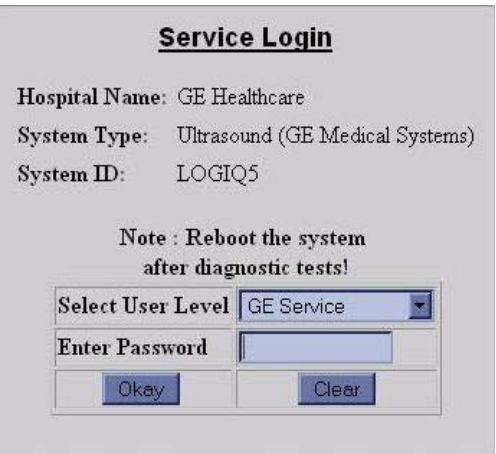 Service Login
Hospital Name: GE Healthcare
System Type: Ultrasound (GE Medical Systems)
System ID: LOGIQ5
Note : Reboot the system
after diagnostic tests!
Select User Level GE Service
Enter Password
Okay Clear